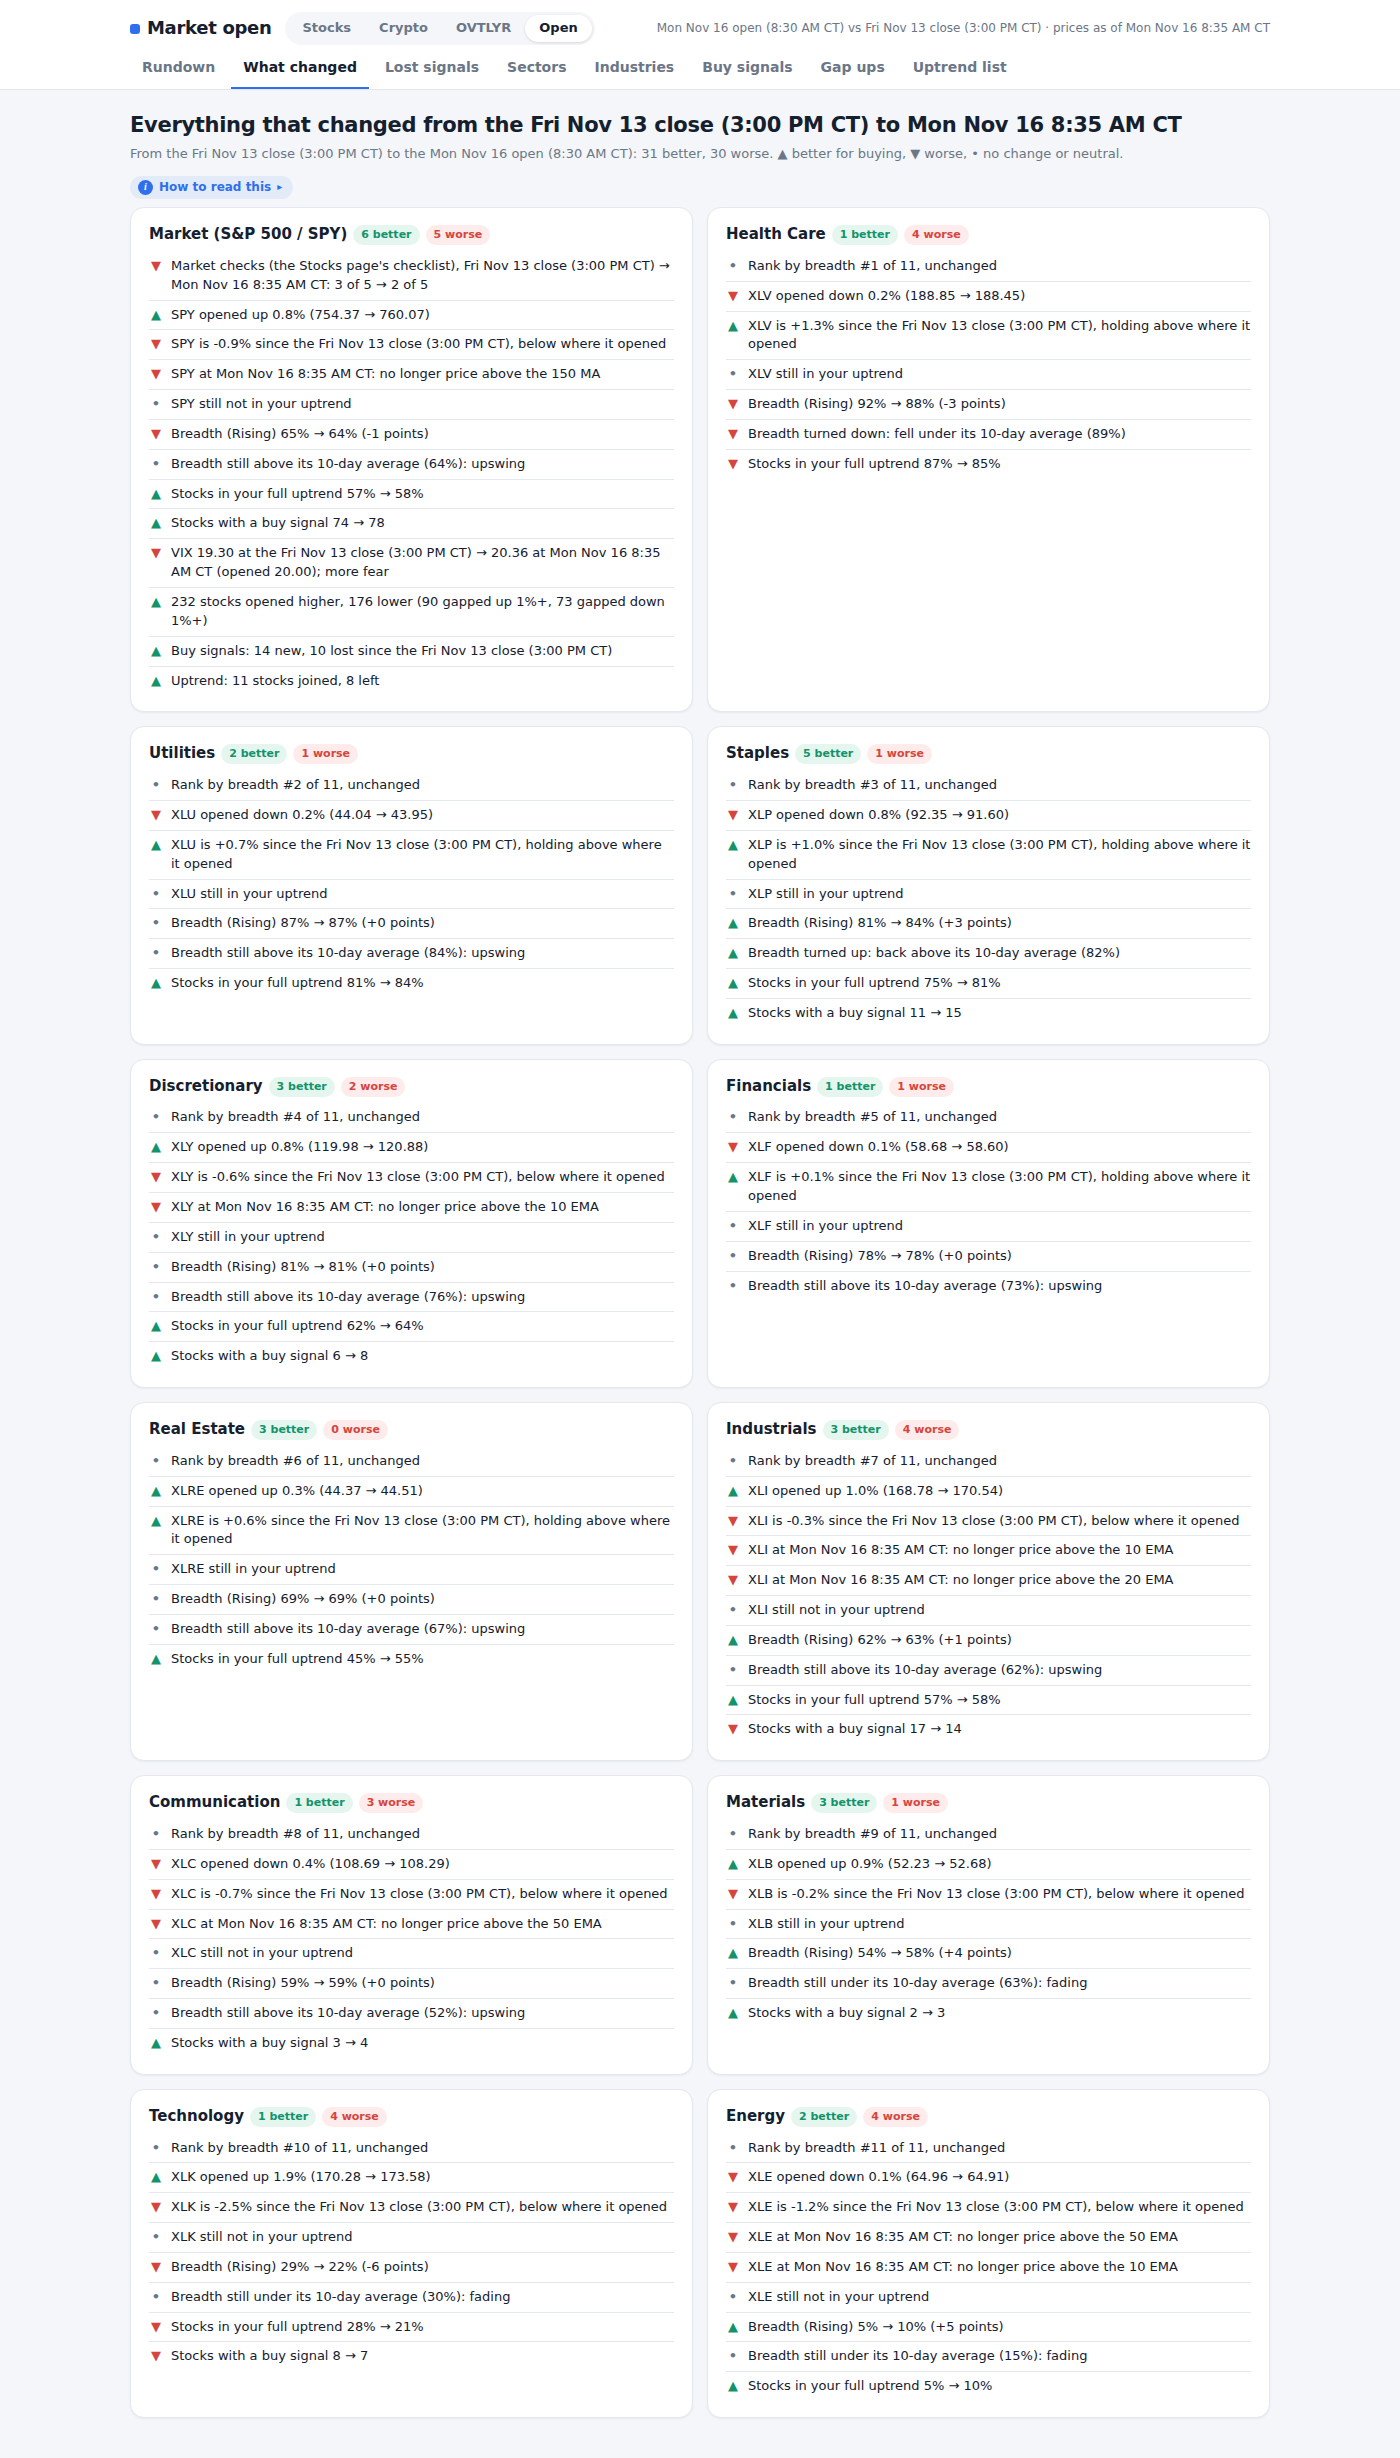 Market open
Stocks Crypto OVTLYR Open
Mon Nov 16 open (8:30 AM CT) vs Fri Nov 13 close (3:00 PM CT) · prices as of Mon Nov 16 8:35 AM CT
Rundown What changed Lost signals Sectors Industries Buy signals Gap ups Uptrend list
Everything that changed from the Fri Nov 13 close (3:00 PM CT) to Mon Nov 16 8:35 AM CT
From the Fri Nov 13 close (3:00 PM CT) to the Mon Nov 16 open (8:30 AM CT): 31 better, 30 worse. ▲ better for buying, ▼ worse, • no change or neutral.
i How to read this ▸
Market (S&P 500 / SPY) 6 better 5 worse
▼ Market checks (the Stocks page's checklist), Fri Nov 13 close (3:00 PM CT) →
Mon Nov 16 8:35 AM CT: 3 of 5 → 2 of 5
▲ SPY opened up 0.8% (754.37 → 760.07)
▼ SPY is -0.9% since the Fri Nov 13 close (3:00 PM CT), below where it opened
▼ SPY at Mon Nov 16 8:35 AM CT: no longer price above the 150 MA
• SPY still not in your uptrend
▼ Breadth (Rising) 65% → 64% (-1 points)
• Breadth still above its 10-day average (64%): upswing
▲ Stocks in your full uptrend 57% → 58%
▲ Stocks with a buy signal 74 → 78
▼ VIX 19.30 at the Fri Nov 13 close (3:00 PM CT) → 20.36 at Mon Nov 16 8:35
AM CT (opened 20.00); more fear
▲ 232 stocks opened higher, 176 lower (90 gapped up 1%+, 73 gapped down
1%+)
▲ Buy signals: 14 new, 10 lost since the Fri Nov 13 close (3:00 PM CT)
▲ Uptrend: 11 stocks joined, 8 left
Health Care 1 better 4 worse
• Rank by breadth #1 of 11, unchanged
▼ XLV opened down 0.2% (188.85 → 188.45)
▲ XLV is +1.3% since the Fri Nov 13 close (3:00 PM CT), holding above where it
opened
• XLV still in your uptrend
▼ Breadth (Rising) 92% → 88% (-3 points)
▼ Breadth turned down: fell under its 10-day average (89%)
▼ Stocks in your full uptrend 87% → 85%
Utilities 2 better 1 worse
• Rank by breadth #2 of 11, unchanged
▼ XLU opened down 0.2% (44.04 → 43.95)
▲ XLU is +0.7% since the Fri Nov 13 close (3:00 PM CT), holding above where
it opened
• XLU still in your uptrend
• Breadth (Rising) 87% → 87% (+0 points)
• Breadth still above its 10-day average (84%): upswing
▲ Stocks in your full uptrend 81% → 84%
Staples 5 better 1 worse
• Rank by breadth #3 of 11, unchanged
▼ XLP opened down 0.8% (92.35 → 91.60)
▲ XLP is +1.0% since the Fri Nov 13 close (3:00 PM CT), holding above where it
opened
• XLP still in your uptrend
▲ Breadth (Rising) 81% → 84% (+3 points)
▲ Breadth turned up: back above its 10-day average (82%)
▲ Stocks in your full uptrend 75% → 81%
▲ Stocks with a buy signal 11 → 15
Discretionary 3 better 2 worse
• Rank by breadth #4 of 11, unchanged
▲ XLY opened up 0.8% (119.98 → 120.88)
▼ XLY is -0.6% since the Fri Nov 13 close (3:00 PM CT), below where it opened
▼ XLY at Mon Nov 16 8:35 AM CT: no longer price above the 10 EMA
• XLY still in your uptrend
• Breadth (Rising) 81% → 81% (+0 points)
• Breadth still above its 10-day average (76%): upswing
▲ Stocks in your full uptrend 62% → 64%
▲ Stocks with a buy signal 6 → 8
Financials 1 better 1 worse
• Rank by breadth #5 of 11, unchanged
▼ XLF opened down 0.1% (58.68 → 58.60)
▲ XLF is +0.1% since the Fri Nov 13 close (3:00 PM CT), holding above where it
opened
• XLF still in your uptrend
• Breadth (Rising) 78% → 78% (+0 points)
• Breadth still above its 10-day average (73%): upswing
Real Estate 3 better 0 worse
• Rank by breadth #6 of 11, unchanged
▲ XLRE opened up 0.3% (44.37 → 44.51)
▲ XLRE is +0.6% since the Fri Nov 13 close (3:00 PM CT), holding above where
it opened
• XLRE still in your uptrend
• Breadth (Rising) 69% → 69% (+0 points)
• Breadth still above its 10-day average (67%): upswing
▲ Stocks in your full uptrend 45% → 55%
Industrials 3 better 4 worse
• Rank by breadth #7 of 11, unchanged
▲ XLI opened up 1.0% (168.78 → 170.54)
▼ XLI is -0.3% since the Fri Nov 13 close (3:00 PM CT), below where it opened
▼ XLI at Mon Nov 16 8:35 AM CT: no longer price above the 10 EMA
▼ XLI at Mon Nov 16 8:35 AM CT: no longer price above the 20 EMA
• XLI still not in your uptrend
▲ Breadth (Rising) 62% → 63% (+1 points)
• Breadth still above its 10-day average (62%): upswing
▲ Stocks in your full uptrend 57% → 58%
▼ Stocks with a buy signal 17 → 14
Communication 1 better 3 worse
• Rank by breadth #8 of 11, unchanged
▼ XLC opened down 0.4% (108.69 → 108.29)
▼ XLC is -0.7% since the Fri Nov 13 close (3:00 PM CT), below where it opened
▼ XLC at Mon Nov 16 8:35 AM CT: no longer price above the 50 EMA
• XLC still not in your uptrend
• Breadth (Rising) 59% → 59% (+0 points)
• Breadth still above its 10-day average (52%): upswing
▲ Stocks with a buy signal 3 → 4
Materials 3 better 1 worse
• Rank by breadth #9 of 11, unchanged
▲ XLB opened up 0.9% (52.23 → 52.68)
▼ XLB is -0.2% since the Fri Nov 13 close (3:00 PM CT), below where it opened
• XLB still in your uptrend
▲ Breadth (Rising) 54% → 58% (+4 points)
• Breadth still under its 10-day average (63%): fading
▲ Stocks with a buy signal 2 → 3
Technology 1 better 4 worse
• Rank by breadth #10 of 11, unchanged
▲ XLK opened up 1.9% (170.28 → 173.58)
▼ XLK is -2.5% since the Fri Nov 13 close (3:00 PM CT), below where it opened
• XLK still not in your uptrend
▼ Breadth (Rising) 29% → 22% (-6 points)
• Breadth still under its 10-day average (30%): fading
▼ Stocks in your full uptrend 28% → 21%
▼ Stocks with a buy signal 8 → 7
Energy 2 better 4 worse
• Rank by breadth #11 of 11, unchanged
▼ XLE opened down 0.1% (64.96 → 64.91)
▼ XLE is -1.2% since the Fri Nov 13 close (3:00 PM CT), below where it opened
▼ XLE at Mon Nov 16 8:35 AM CT: no longer price above the 50 EMA
▼ XLE at Mon Nov 16 8:35 AM CT: no longer price above the 10 EMA
• XLE still not in your uptrend
▲ Breadth (Rising) 5% → 10% (+5 points)
• Breadth still under its 10-day average (15%): fading
▲ Stocks in your full uptrend 5% → 10%